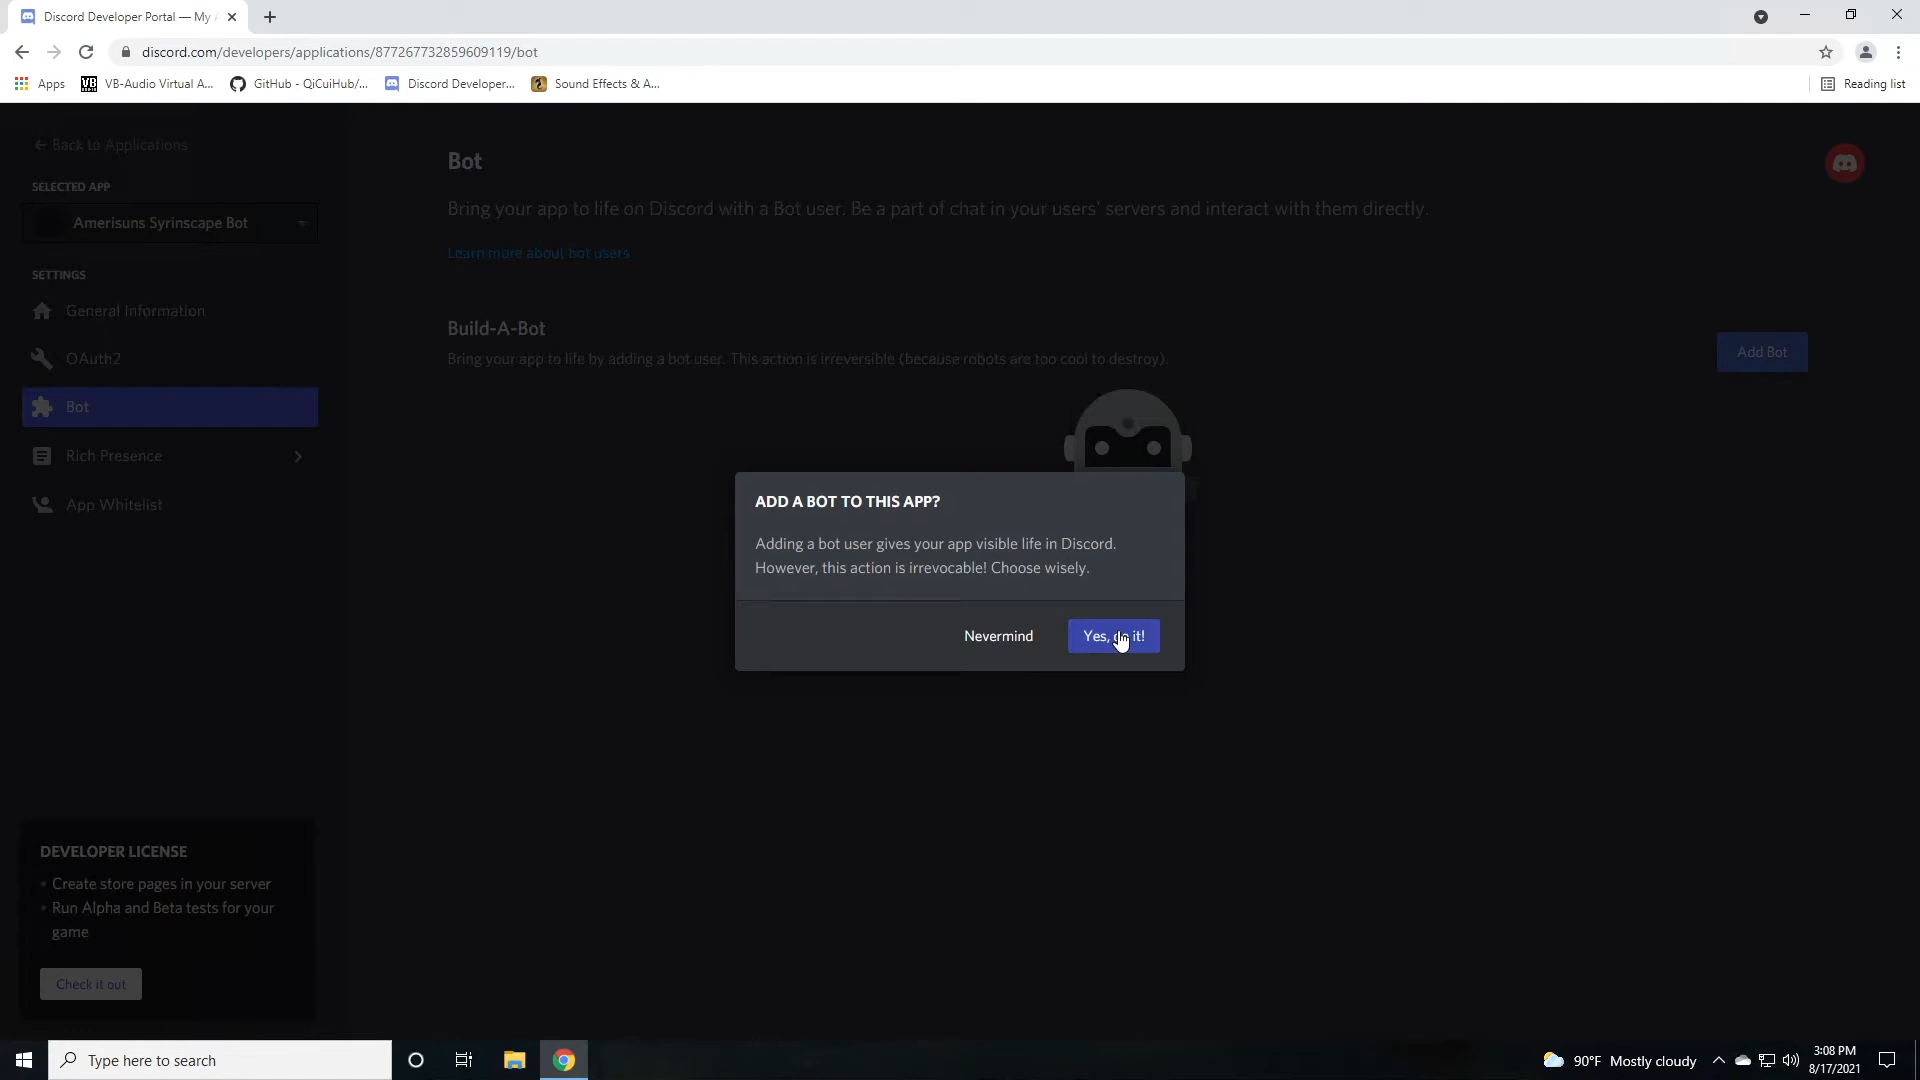 Discord Developer Portal — My A
discord.com/developers/applications/877267732859609119/bot
Apps
VB-Audio Virtual A...
GitHub - QiCuiHub/...
Discord Developer...
Sound Effects & A...
Reading list
← Back to Applications
SELECTED APP
Amerisuns Syrinscape Bot
SETTINGS
General Information
OAuth2
Bot
Rich Presence
App Whitelist
DEVELOPER LICENSE
• Create store pages in your server
• Run Alpha and Beta tests for your
game
Check it out
Bot
Bring your app to life on Discord with a Bot user. Be a part of chat in your users' servers and interact with them directly.
Learn more about bot users
Build-A-Bot
Bring your app to life by adding a bot user. This action is irreversible (because robots are too cool to destroy).
Add Bot
ADD A BOT TO THIS APP?
Adding a bot user gives your app visible life in Discord.
However, this action is irrevocable! Choose wisely.
Nevermind
Yes, do it!
Type here to search
90°F Mostly cloudy
3:08 PM
8/17/2021